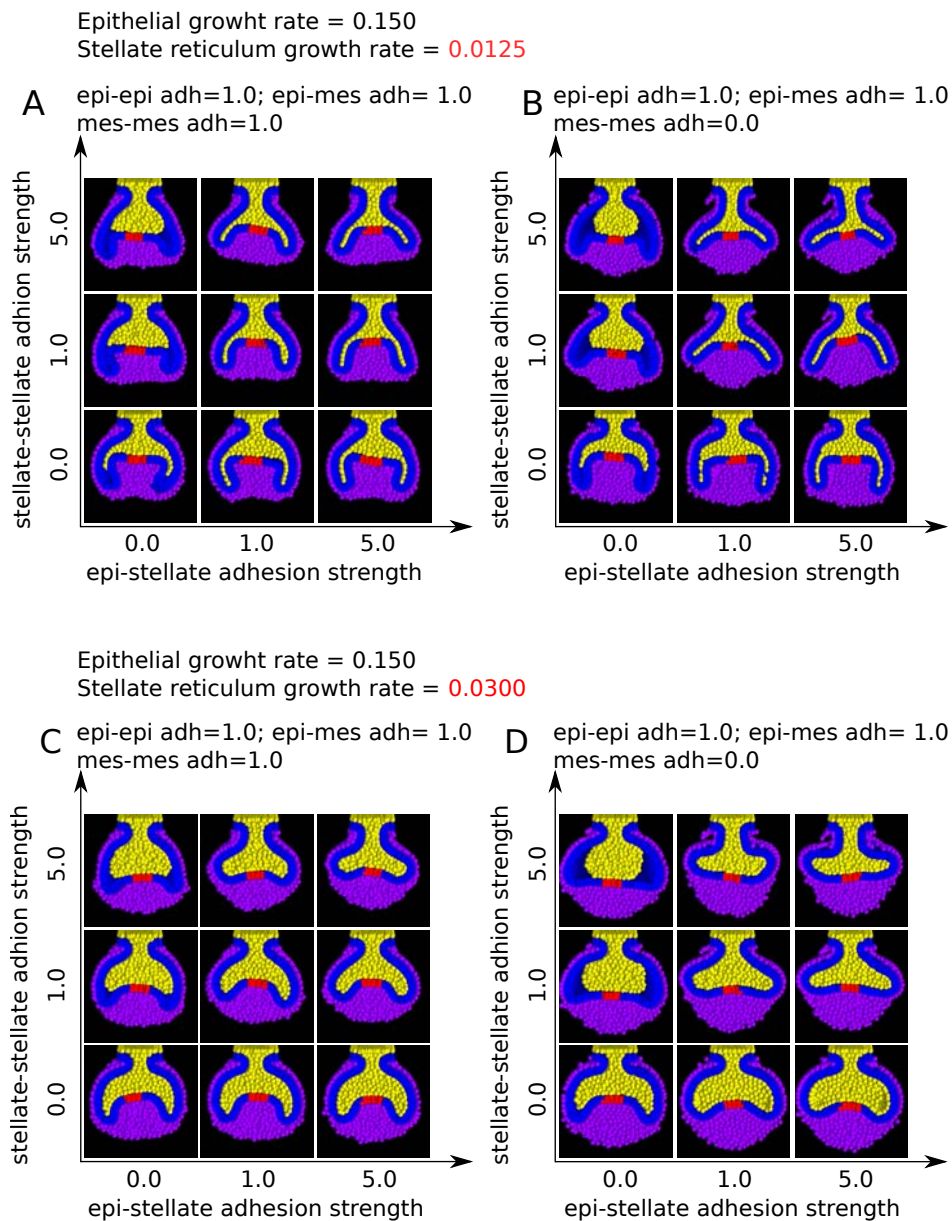 Epithelial growht rate = 0.150
Stellate reticulum growth rate = 0.0125
A
epi-epi adh=1.0; epi-mes adh= 1.0
mes-mes adh=1.0
stellate-stellate adhion strength
5.0
1.0
0.0
0.0 1.0 5.0
epi-stellate adhesion strength
B
epi-epi adh=1.0; epi-mes adh= 1.0
mes-mes adh=0.0
stellate-stellate adhion strength
5.0
1.0
0.0
0.0 1.0 5.0
epi-stellate adhesion strength
Epithelial growht rate = 0.150
Stellate reticulum growth rate = 0.0300
C
epi-epi adh=1.0; epi-mes adh= 1.0
mes-mes adh=1.0
stellate-stellate adhion strength
5.0
1.0
0.0
0.0 1.0 5.0
epi-stellate adhesion strength
D
epi-epi adh=1.0; epi-mes adh= 1.0
mes-mes adh=0.0
stellate-stellate adhion strength
5.0
1.0
0.0
0.0 1.0 5.0
epi-stellate adhesion strength